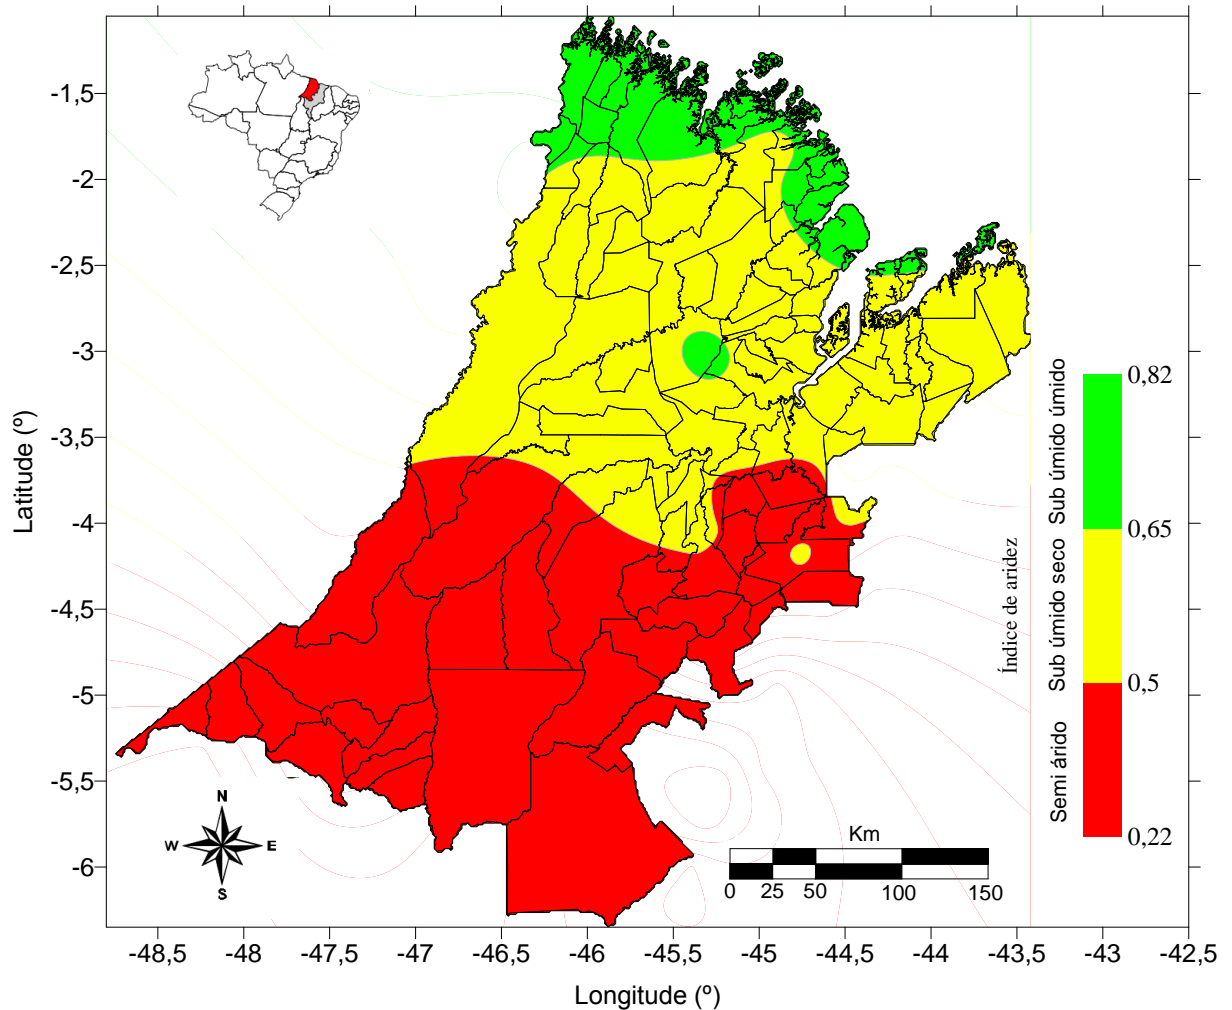 -1,5
-2
-2,5
-3
-3,5
-4
-4,5
-5
-5,5
-6
Latitude (º)
-48,5
-48
-47,5
-47
-46,5
-46
-45,5
-45
-44,5
-44
-43,5
-43
-42,5
Longitude (º)
N
W
E
S
Km
0
25
50
100
150
Índice de aridez
Semi árido
Sub úmido seco
Sub úmido úmido
0,82
0,65
0,5
0,22